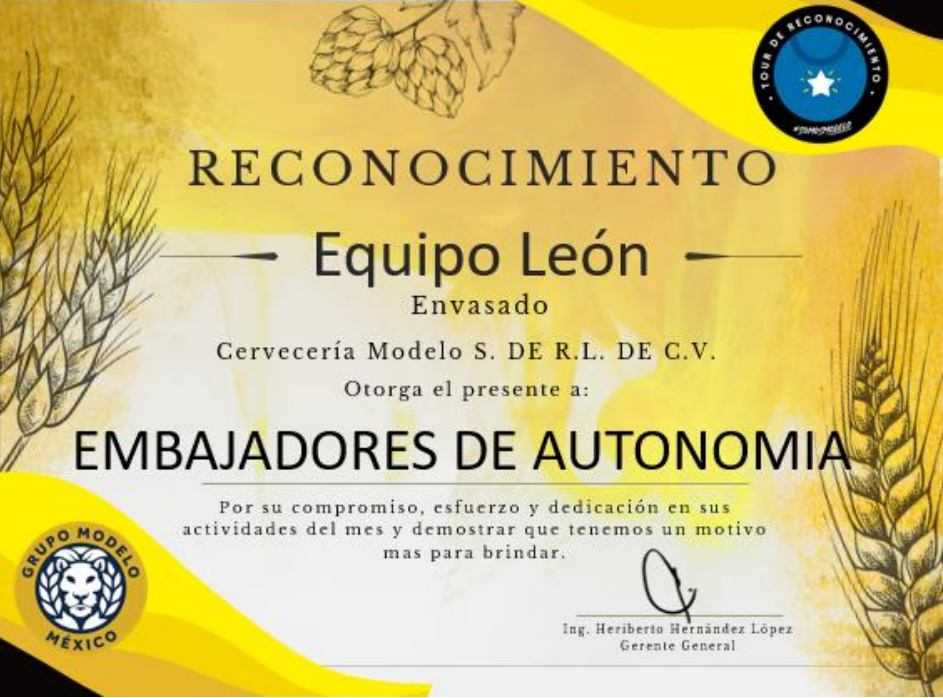 TOUR DE RECONOCIMIENTO
#SOMOSMODELO
RECONOCIMIENTO
Equipo León
Envasado
Cervecería Modelo S. DE R.L. DE C.V.
Otorga el presente a:
EMBAJADORES DE AUTONOMIA
Por su compromiso, esfuerzo y dedicación en sus
actividades del mes y demostrar que tenemos un motivo
mas para brindar.
GRUPO MODELO
MÉXICO
Ing. Heriberto Hernández López
Gerente General